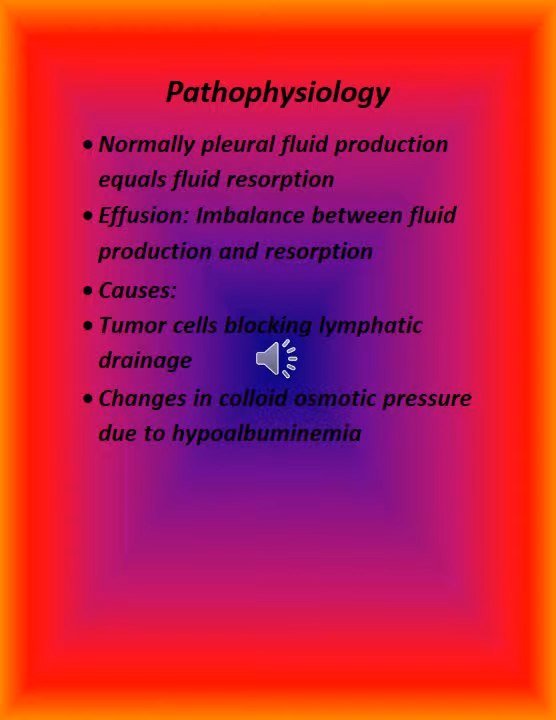 Pathophysiology
• Normally pleural fluid production
equals fluid resorption
• Effusion: Imbalance between fluid
production and resorption
• Causes:
• Tumor cells blocking lymphatic
drainage
• Changes in colloid osmotic pressure
due to hypoalbuminemia